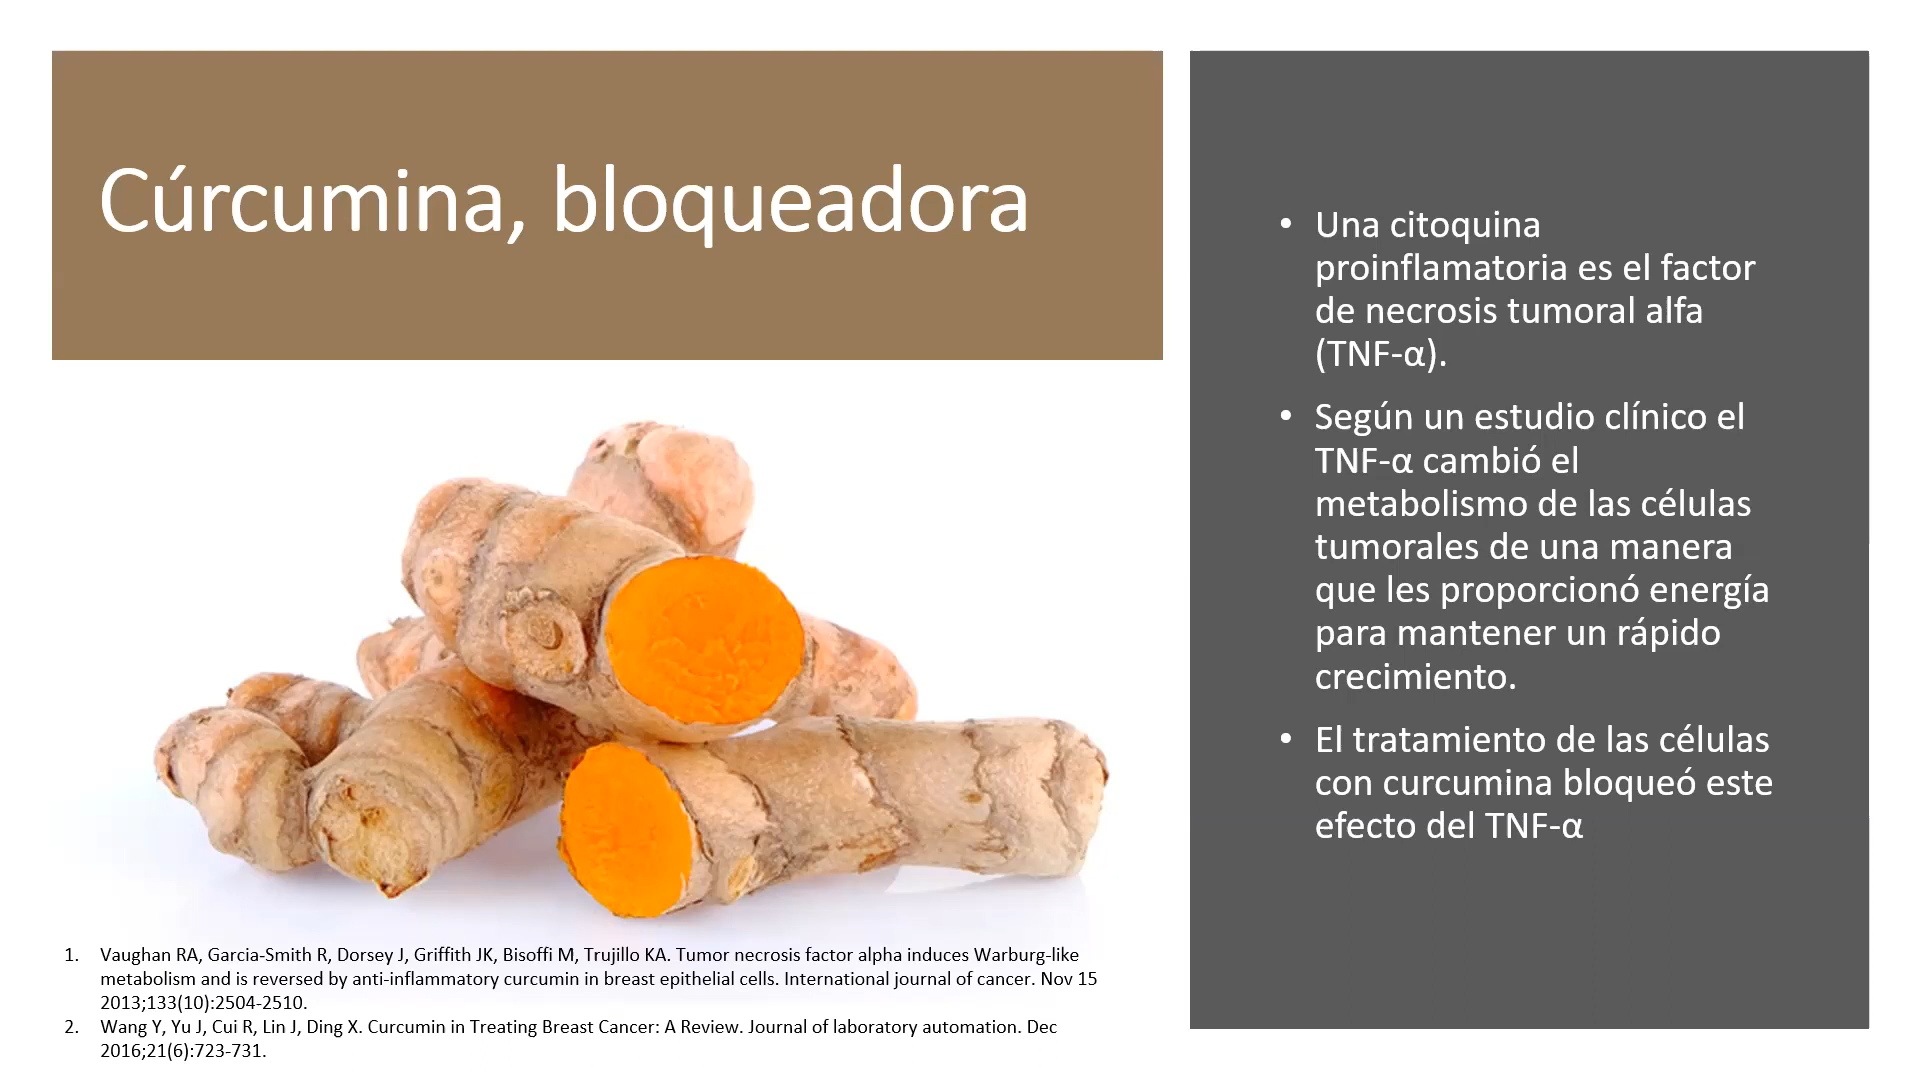 Cúrcumina, bloqueadora
• Una citoquina
proinflamatoria es el factor
de necrosis tumoral alfa
(TNF-α).
• Según un estudio clínico el
TNF-α cambió el
metabolismo de las células
tumorales de una manera
que les proporcionó energía
para mantener un rápido
crecimiento.
• El tratamiento de las células
con curcumina bloqueó este
efecto del TNF-α
1. Vaughan RA, Garcia-Smith R, Dorsey J, Griffith JK, Bisoffi M, Trujillo KA. Tumor necrosis factor alpha induces Warburg-like
metabolism and is reversed by anti-inflammatory curcumin in breast epithelial cells. International journal of cancer. Nov 15
2013;133(10):2504-2510.
2. Wang Y, Yu J, Cui R, Lin J, Ding X. Curcumin in Treating Breast Cancer: A Review. Journal of laboratory automation. Dec
2016;21(6):723-731.